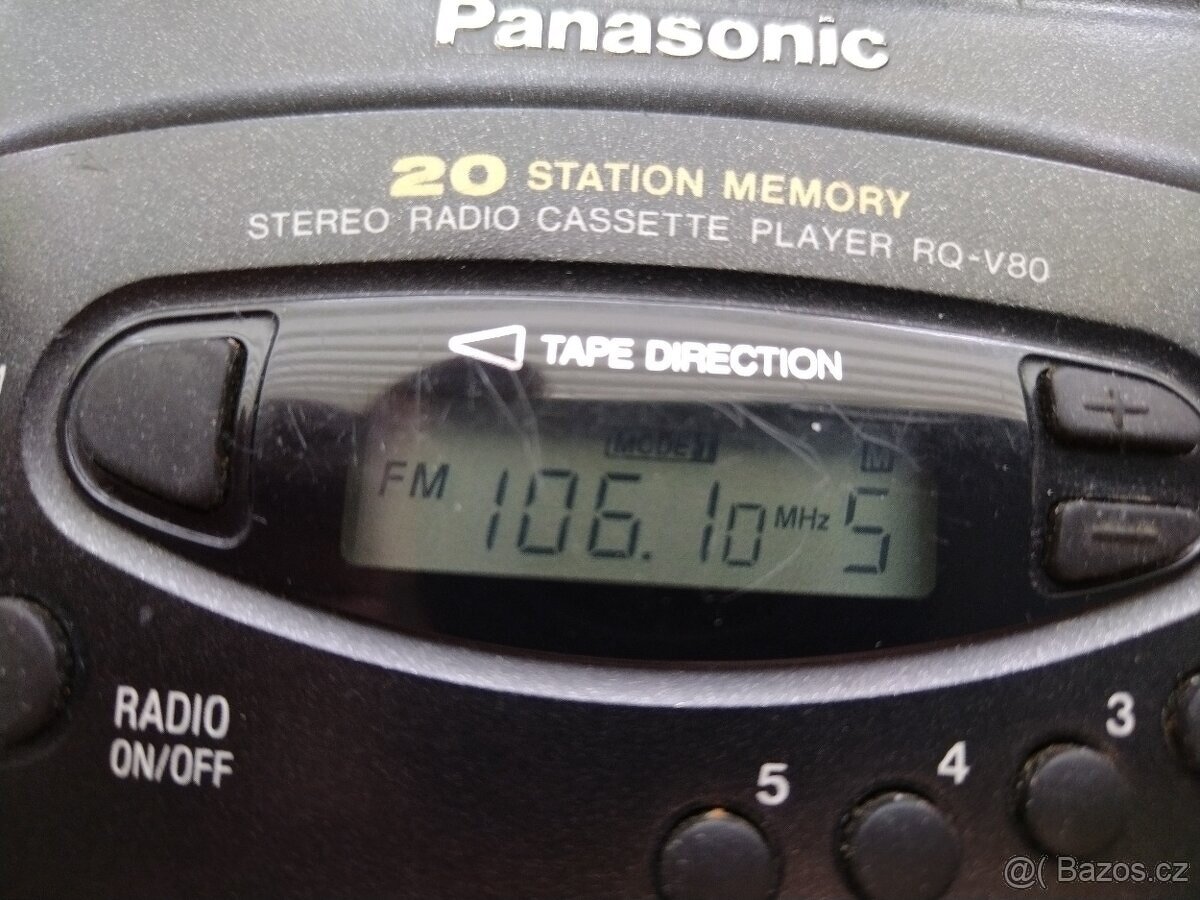 Panasonic
20 STATION MEMORY
STEREO RADIO CASSETTE PLAYER RQ-V80
TAPE DIRECTION
MODE 1 M
FM 106.10 MHz 5
+
−
RADIO
ON/OFF
5 4 3
@( Bazos.cz